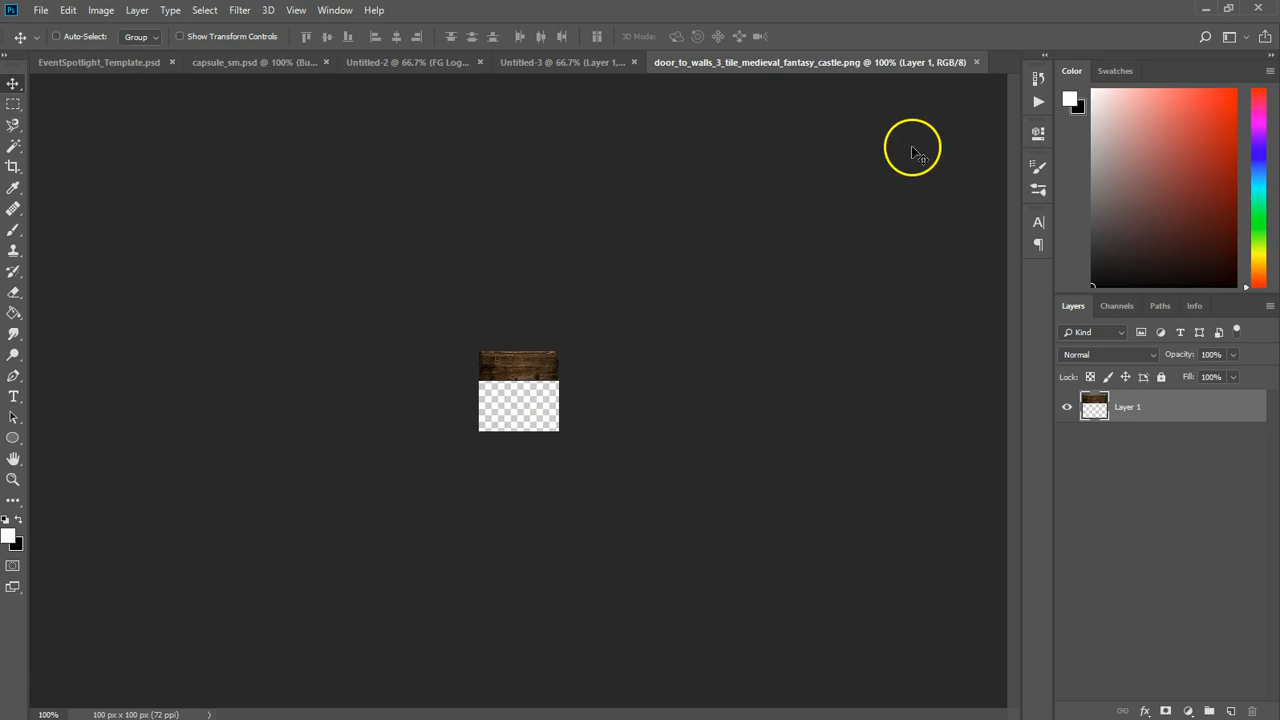 Ps File Edit Image Layer Type Select Filter 3D View Window Help
Auto-Select: Group Show Transform Controls 3D Mode:
EventSpotlight_Template.psd × capsule_sm.psd @ 100% (Bu... × Untitled-2 @ 66.7% (FG Log... × Untitled-3 @ 66.7% (Layer 1,... × door_to_walls_3_tile_medieval_fantasy_castle.png @ 100% (Layer 1, RGB/8) ×
Color Swatches
Layers Channels Paths Info
Kind
Normal Opacity: 100%
Lock: Fill: 100%
Layer 1
100% 100 px x 100 px (72 ppi)